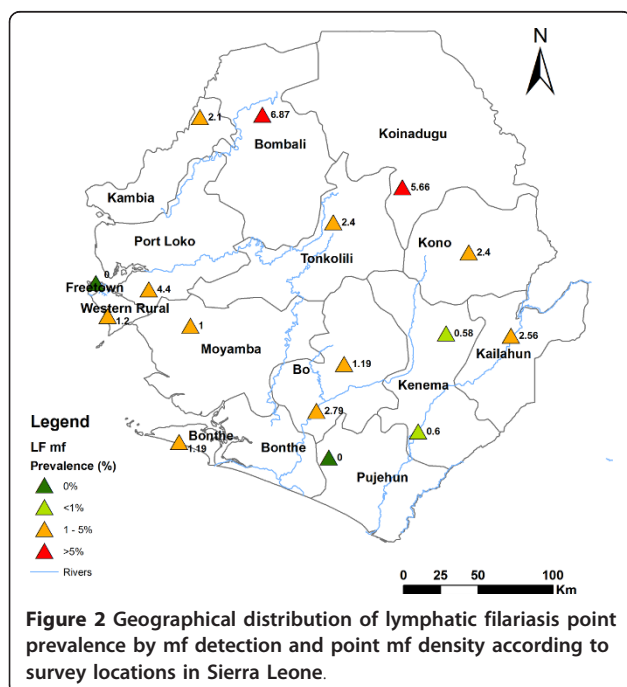 N
2.1
6.87
Bombali
Koinadugu
5.66
Kambia
2.4
Port Loko
Kono
2.4
Tonkolili
0
Freetown
4.4
Western Rural
1.2
1
Moyamba
0.58
2.56
Kailahun
Bo
1.19
Kenema
2.79
0.6
Legend
LF mf
Prevalence (%)
0%
<1%
1 - 5%
>5%
Rivers
Bonthe
1.19
Bonthe
0
Pujehun
0 25 50 100
Km
Figure 2 Geographical distribution of lymphatic filariasis point
prevalence by mf detection and point mf density according to
survey locations in Sierra Leone.